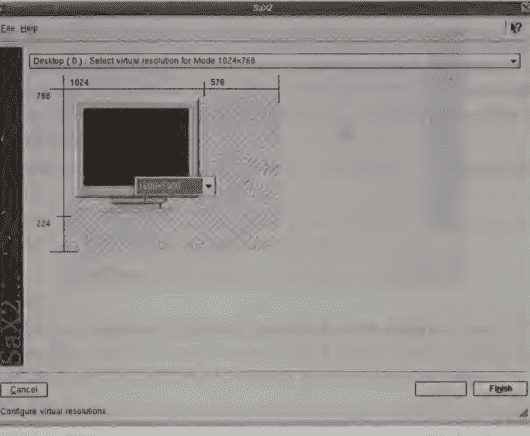 SaX2
File Help
Desktop ( 0 ) : Select virtual resolution for Mode 1024x768
1024 576
768
224
SaX2...
Cancel
Finish
Configure virtual resolutions